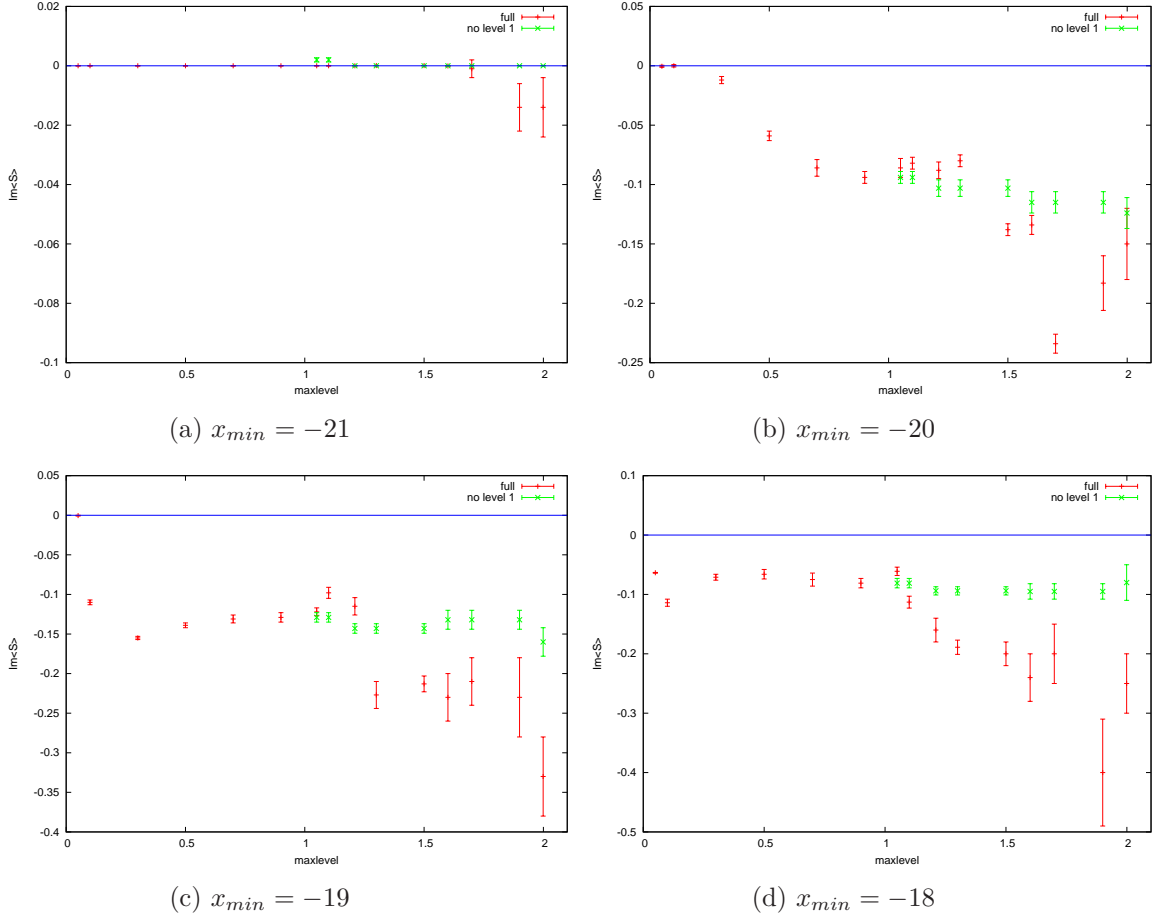 0.02
0
-0.02
-0.04
-0.06
-0.08
-0.1
Im<S>
0 0.5 1 1.5 2
maxlevel
full
no level 1
(a) x_min = −21
0.05
0
-0.05
-0.1
-0.15
-0.2
-0.25
Im<S>
0 0.5 1 1.5 2
maxlevel
full
no level 1
(b) x_min = −20
0.05
0
-0.05
-0.1
-0.15
-0.2
-0.25
-0.3
-0.35
-0.4
Im<S>
0 0.5 1 1.5 2
maxlevel
full
no level 1
(c) x_min = −19
0.1
0
-0.1
-0.2
-0.3
-0.4
-0.5
Im<S>
0 0.5 1 1.5 2
maxlevel
full
no level 1
(d) x_min = −18